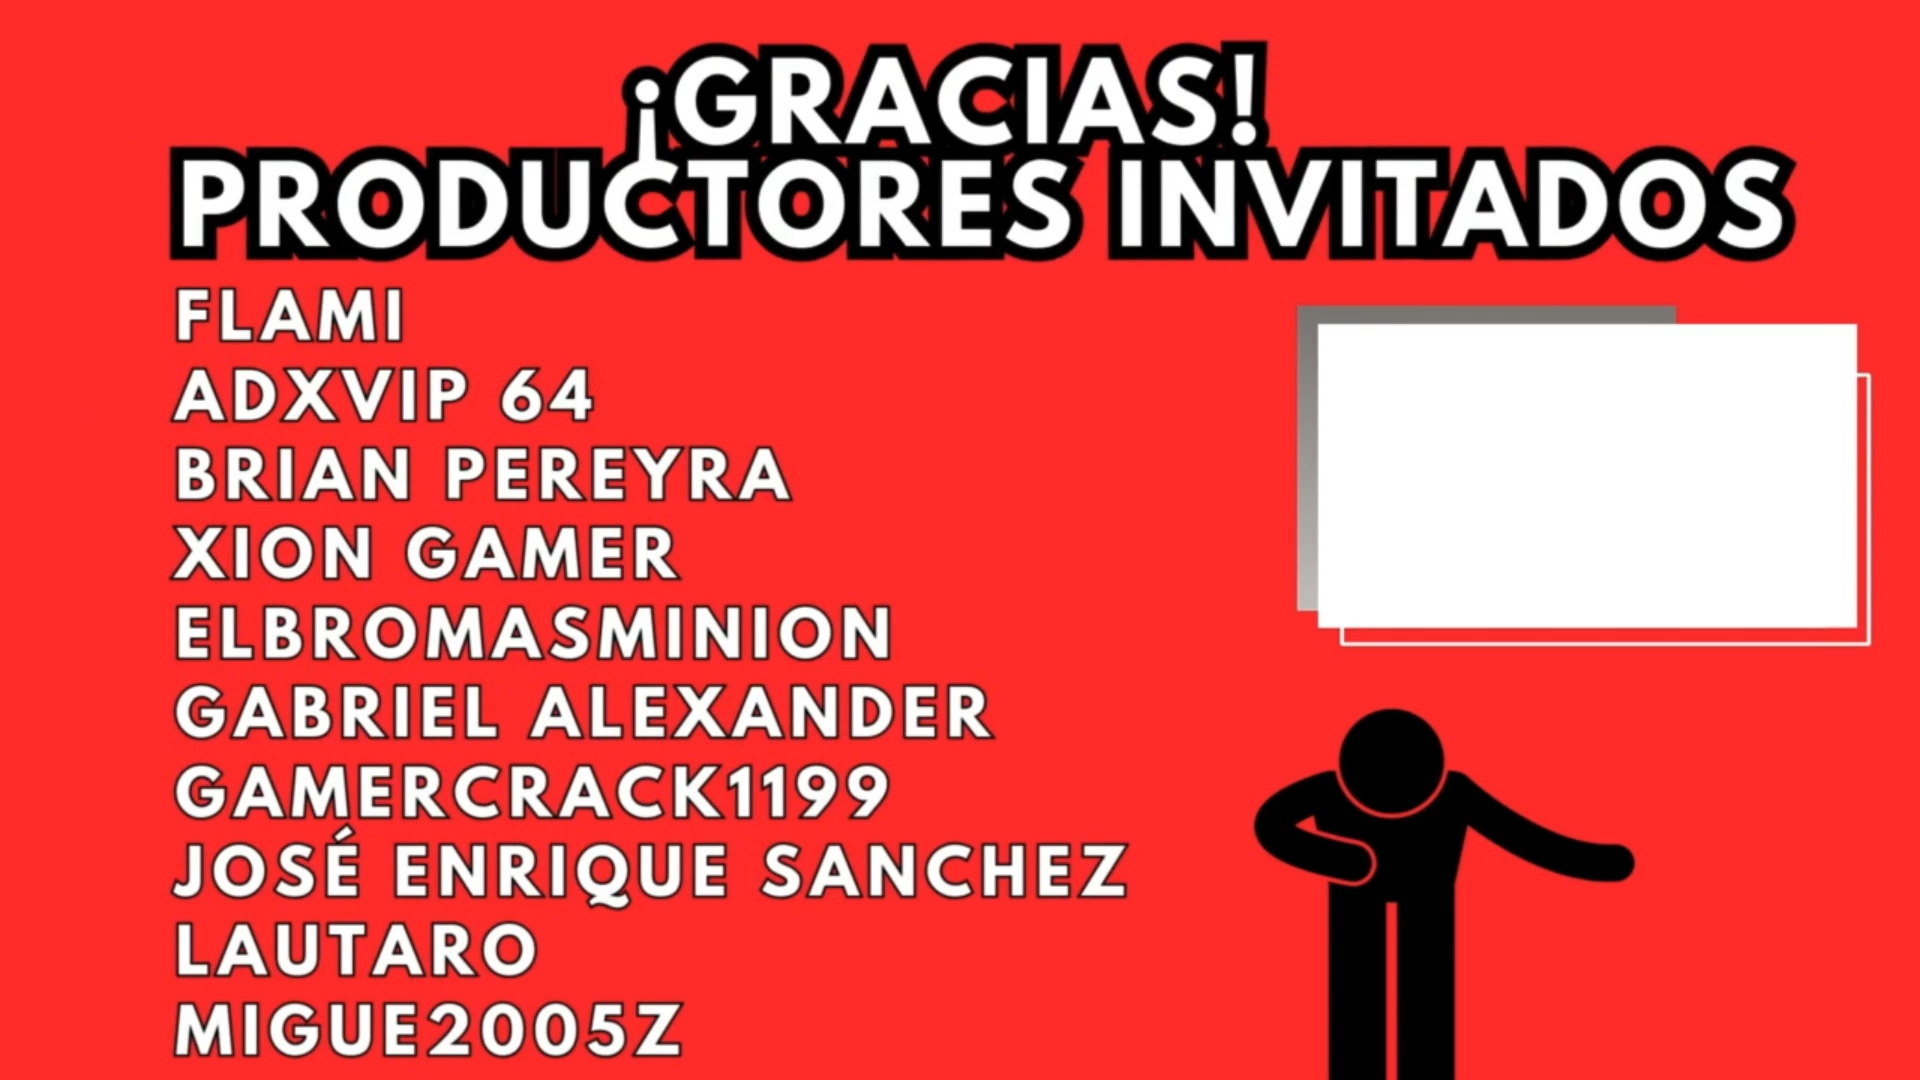 ¡GRACIAS!
PRODUCTORES INVITADOS
FLAMI
ADXVIP 64
BRIAN PEREYRA
XION GAMER
ELBROMASMINION
GABRIEL ALEXANDER
GAMERCRACK1199
JOSÉ ENRIQUE SANCHEZ
LAUTARO
MIGUE2005Z